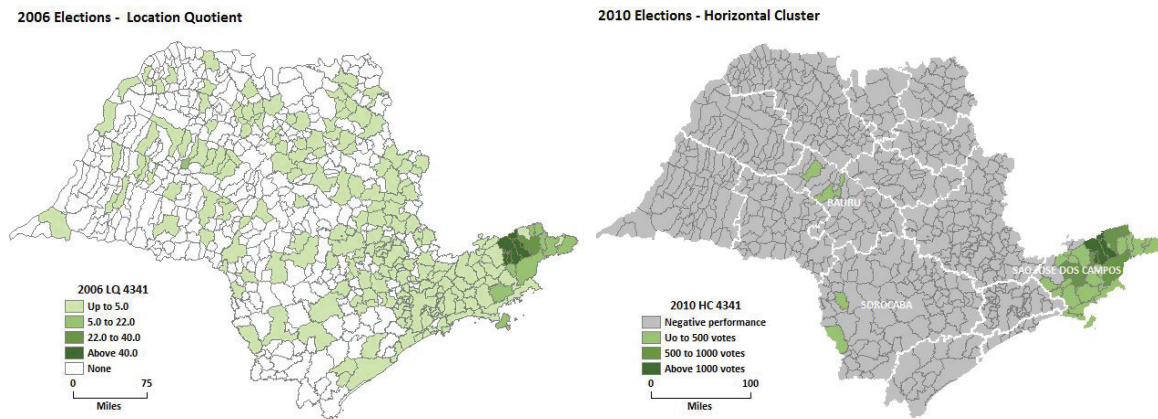 2006 Elections - Location Quotient
2006 LQ 4341
Up to 5.0
5.0 to 22.0
22.0 to 40.0
Above 40.0
None
0 75
Miles
2010 Elections - Horizontal Cluster
BAURU
SAO JOSE DOS CAMPOS
SOROCABA
2010 HC 4341
Negative performance
Up to 500 votes
500 to 1000 votes
Above 1000 votes
0 100
Miles